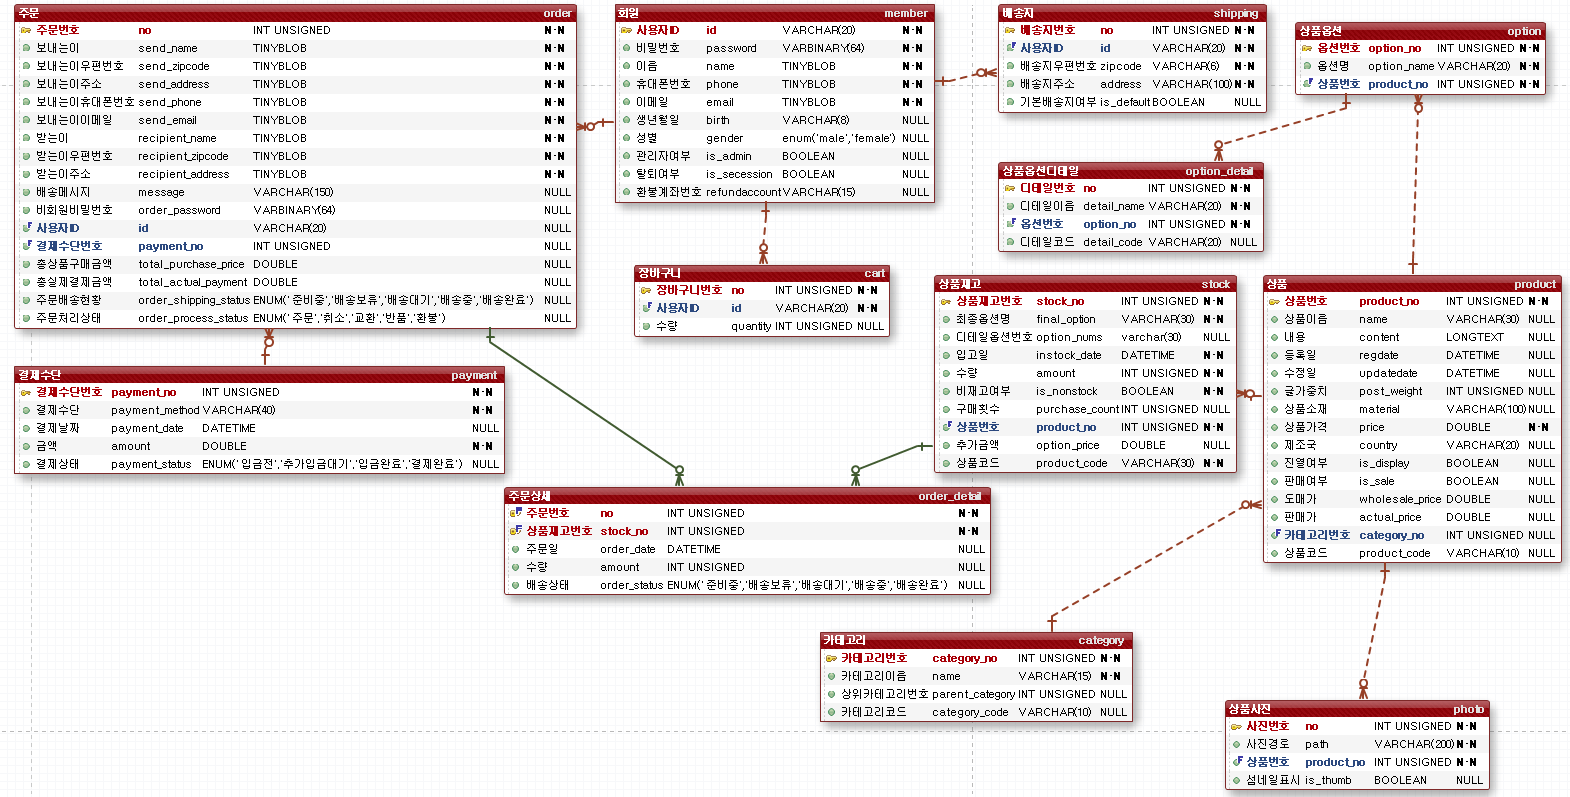 주문 order
주문번호 no INT UNSIGNED N-N
보내는이 send_name TINYBLOB N-N
보내는이우편번호 send_zipcode TINYBLOB N-N
보내는이주소 send_address TINYBLOB N-N
보내는이휴대폰번호 send_phone TINYBLOB N-N
보내는이이메일 send_email TINYBLOB N-N
받는이 recipient_name TINYBLOB N-N
받는이우편번호 recipient_zipcode TINYBLOB N-N
받는이주소 recipient_address TINYBLOB N-N
배송메시지 message VARCHAR(150) NULL
비회원비밀번호 order_password VARBINARY(64) NULL
사용자ID id VARCHAR(20) NULL
결제수단번호 payment_no INT UNSIGNED NULL
총상품구매금액 total_purchase_price DOUBLE NULL
총실제결제금액 total_actual_payment DOUBLE NULL
주문배송현황 order_shipping_status ENUM('준비중','배송보류','배송대기','배송중','배송완료') NULL
주문처리상태 order_process_status ENUM('주문','취소','교환','반품','환불') NULL
회원 member
사용자ID id VARCHAR(20) N-N
비밀번호 password VARBINARY(64) N-N
이름 name TINYBLOB N-N
휴대폰번호 phone TINYBLOB N-N
이메일 email TINYBLOB N-N
생년월일 birth VARCHAR(8) NULL
성별 gender enum('male','female') NULL
관리자여부 is_admin BOOLEAN NULL
탈퇴여부 is_secession BOOLEAN NULL
환불계좌번호 refundaccount VARCHAR(15) NULL
배송지 shipping
배송지번호 no INT UNSIGNED N-N
사용자ID id VARCHAR(20) N-N
배송지우편번호 zipcode VARCHAR(6) N-N
배송지주소 address VARCHAR(100) N-N
기본배송지여부 is_default BOOLEAN NULL
상품옵션 option
옵션번호 option_no INT UNSIGNED N-N
옵션명 option_name VARCHAR(20) N-N
상품번호 product_no INT UNSIGNED N-N
상품옵션디테일 option_detail
디테일번호 no INT UNSIGNED N-N
디테일이름 detail_name VARCHAR(20) N-N
옵션번호 option_no INT UNSIGNED N-N
디테일코드 detail_code VARCHAR(20) NULL
장바구니 cart
장바구니번호 no INT UNSIGNED N-N
사용자ID id VARCHAR(20) N-N
수량 quantity INT UNSIGNED NULL
상품재고 stock
상품재고번호 stock_no INT UNSIGNED N-N
최종옵션명 final_option VARCHAR(30) N-N
디테일옵션번호 option_nums varchar(30) NULL
입고일 instock_date DATETIME N-N
수량 amount INT UNSIGNED N-N
비재고여부 is_nonstock BOOLEAN N-N
구매횟수 purchase_count INT UNSIGNED NULL
상품번호 product_no INT UNSIGNED N-N
추가금액 option_price DOUBLE NULL
상품코드 product_code VARCHAR(30) N-N
상품 product
상품번호 product_no INT UNSIGNED N-N
상품이름 name VARCHAR(30) NULL
내용 content LONGTEXT NULL
등록일 regdate DATETIME NULL
수정일 updatedate DATETIME NULL
글가중치 post_weight INT UNSIGNED NULL
상품소재 material VARCHAR(100) NULL
상품가격 price DOUBLE N-N
제조국 country VARCHAR(20) NULL
진열여부 is_display BOOLEAN NULL
판매여부 is_sale BOOLEAN NULL
도매가 wholesale_price DOUBLE NULL
판매가 actual_price DOUBLE NULL
카테고리번호 category_no INT UNSIGNED NULL
상품코드 product_code VARCHAR(10) NULL
결제수단 payment
결제수단번호 payment_no INT UNSIGNED N-N
결제수단 payment_method VARCHAR(40) N-N
결제날짜 payment_date DATETIME NULL
금액 amount DOUBLE N-N
결제상태 payment_status ENUM('입금전','추가입금대기','입금완료','결제완료') NULL
주문상세 order_detail
주문번호 no INT UNSIGNED N-N
상품재고번호 stock_no INT UNSIGNED N-N
주문일 order_date DATETIME NULL
수량 amount INT UNSIGNED NULL
배송상태 order_status ENUM('준비중','배송보류','배송대기','배송중','배송완료') NULL
카테고리 category
카테고리번호 category_no INT UNSIGNED N-N
카테고리이름 name VARCHAR(15) N-N
상위카테고리번호 parent_category INT UNSIGNED NULL
카테고리코드 category_code VARCHAR(10) NULL
상품사진 photo
사진번호 no INT UNSIGNED N-N
사진경로 path VARCHAR(200) N-N
상품번호 product_no INT UNSIGNED N-N
섬네일표시 is_thumb BOOLEAN NULL